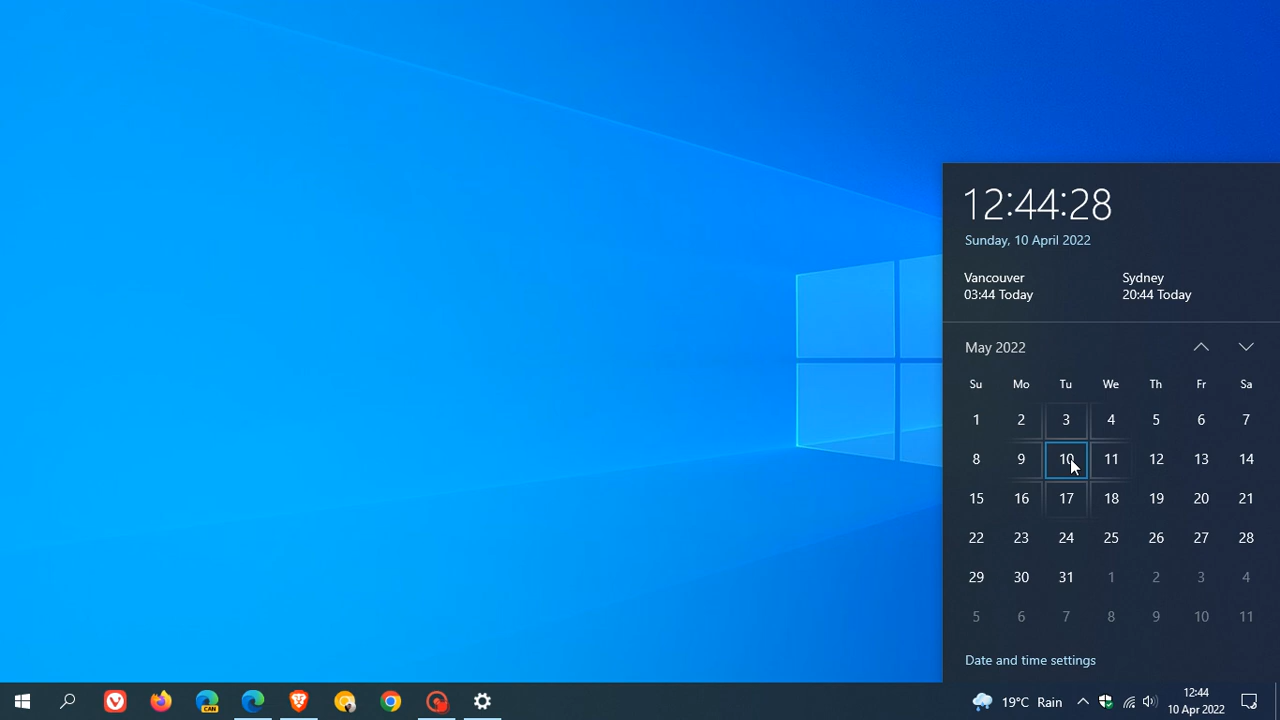 12:44:28
Sunday, 10 April 2022
Vancouver Sydney
03:44 Today 20:44 Today
May 2022
Su Mo Tu We Th Fr Sa
1 2 3 4 5 6 7
8 9 10 11 12 13 14
15 16 17 18 19 20 21
22 23 24 25 26 27 28
29 30 31 1 2 3 4
5 6 7 8 9 10 11
Date and time settings
CAN
19°C Rain
12:44
10 Apr 2022